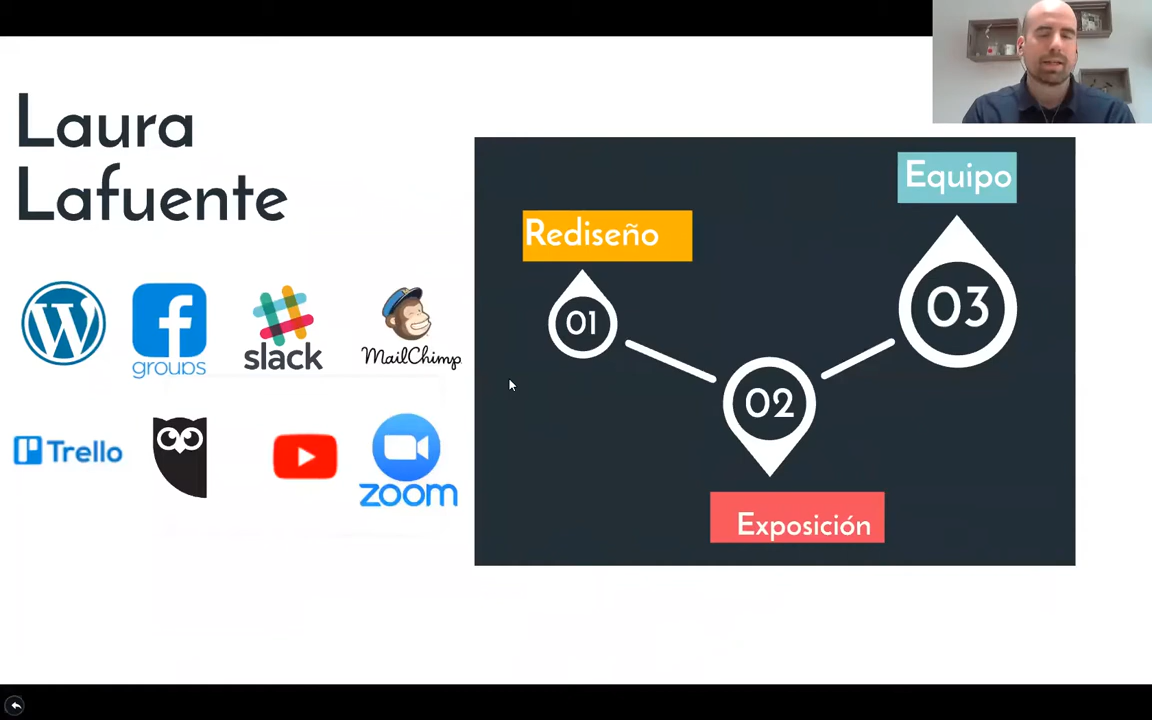 Laura
Lafuente
groups
slack
MailChimp
Trello
zoom
Rediseño
01
02
Exposición
Equipo
03